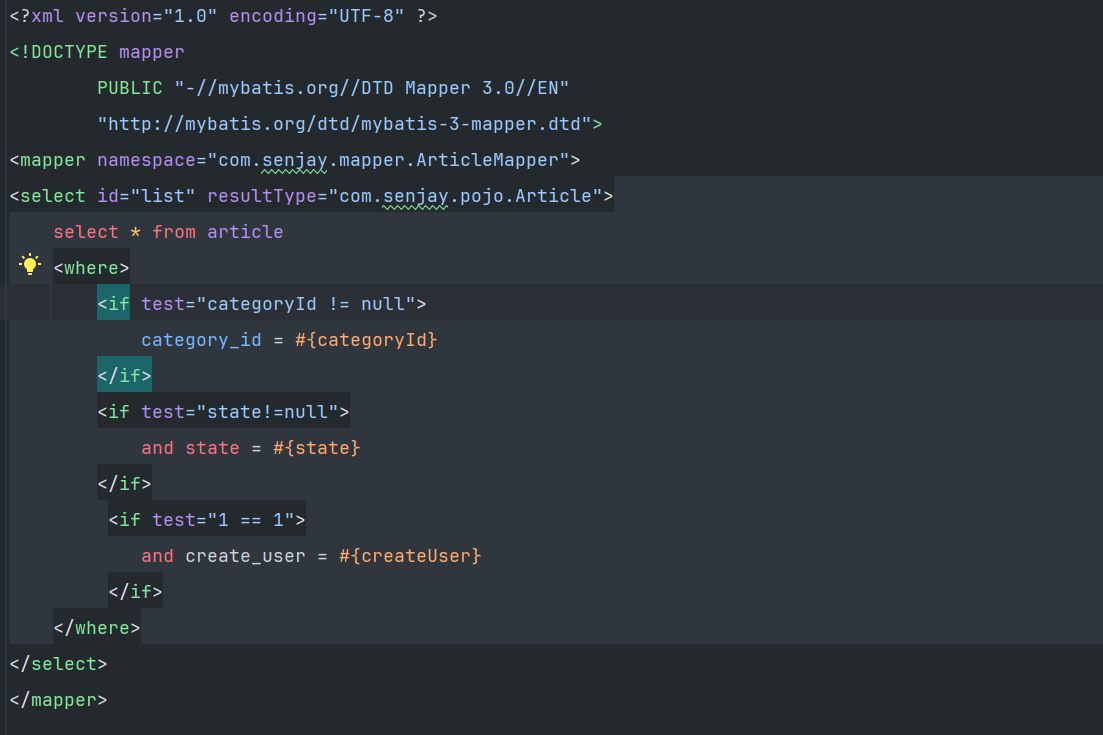 <?xml version="1.0" encoding="UTF-8" ?>
<!DOCTYPE mapper
        PUBLIC "-//mybatis.org//DTD Mapper 3.0//EN"
        "http://mybatis.org/dtd/mybatis-3-mapper.dtd">
<mapper namespace="com.senjay.mapper.ArticleMapper">
<select id="list" resultType="com.senjay.pojo.Article">
    select * from article
    <where>
        <if test="categoryId != null">
            category_id = #{categoryId}
        </if>
        <if test="state!=null">
            and state = #{state}
        </if>
         <if test="1 == 1">
            and create_user = #{createUser}
         </if>
    </where>
</select>
</mapper>